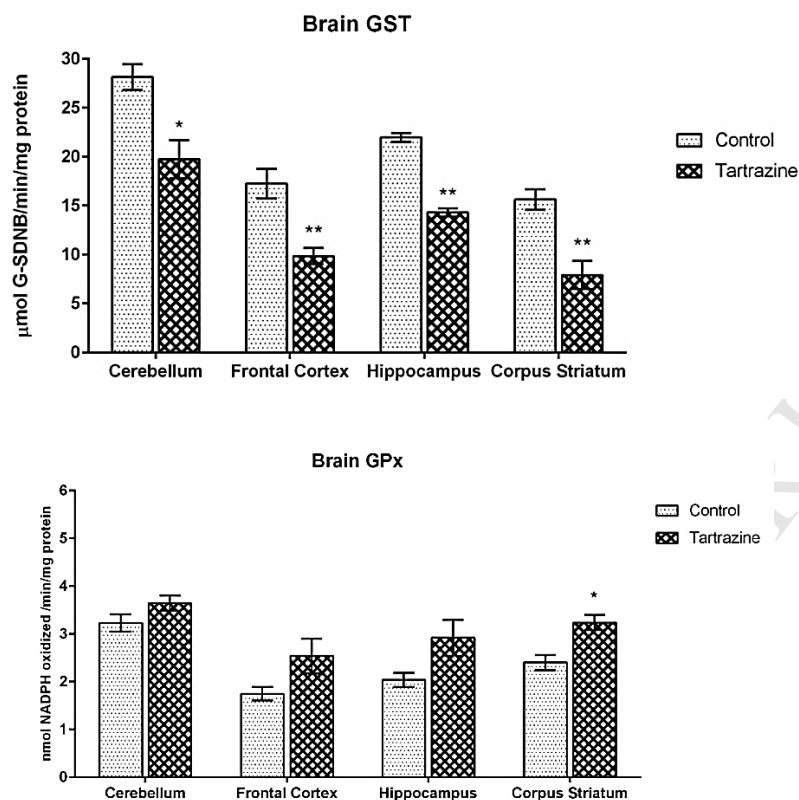 Brain GST
μmol G-SDNB/min/mg protein
30
25
20
15
10
5
0
*
**
**
**
Control
Tartrazine
Cerebellum Frontal Cortex Hippocampus Corpus Striatum
Brain GPx
nmol NADPH oxidized /min/mg protein
6
5
4
3
2
1
0
*
Control
Tartrazine
Cerebellum Frontal Cortex Hippocampus Corpus Striatum